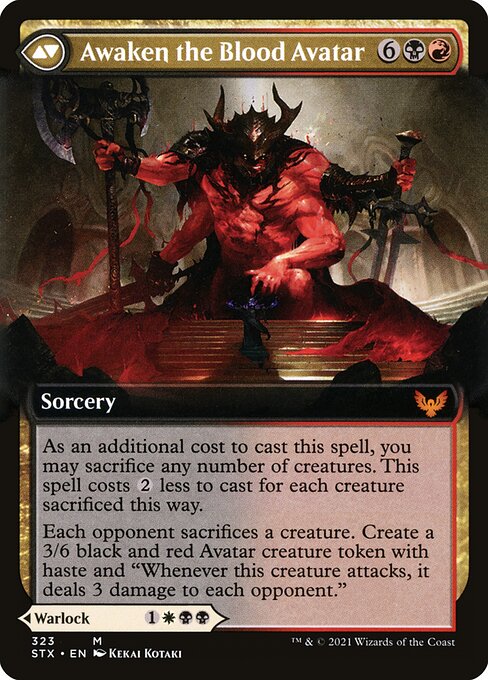 Awaken the Blood Avatar 6
Sorcery
As an additional cost to cast this spell, you
may sacrifice any number of creatures. This
spell costs 2 less to cast for each creature
sacrificed this way.
Each opponent sacrifices a creature. Create a
3/6 black and red Avatar creature token with
haste and “Whenever this creature attacks, it
deals 3 damage to each opponent.”
Warlock 1
323 M
STX • EN Kekai Kotaki
™ & © 2021 Wizards of the Coast